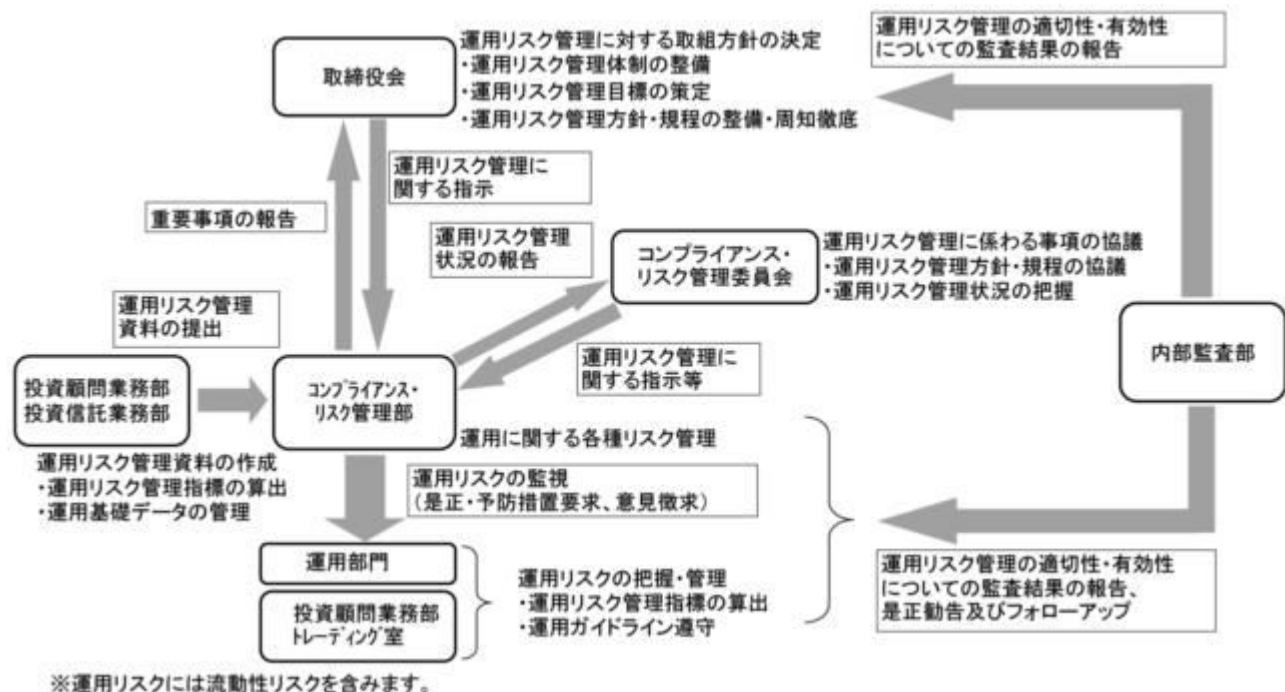 取締役会
運用リスク管理に対する取組方針の決定
・運用リスク管理体制の整備
・運用リスク管理目標の策定
・運用リスク管理方針・規程の整備・周知徹底
運用リスク管理の適切性・有効性
についての監査結果の報告
運用リスク管理に
関する指示
重要事項の報告
運用リスク管理
状況の報告
コンプライアンス・
リスク管理委員会
運用リスク管理に係わる事項の協議
・運用リスク管理方針・規程の協議
・運用リスク管理状況の把握
運用リスク管理
資料の提出
運用リスク管理に
関する指示等
内部監査部
投資顧問業務部
投資信託業務部
コンプライアンス・
リスク管理部
運用に関する各種リスク管理
運用リスク管理資料の作成
・運用リスク管理指標の算出
・運用基礎データの管理
運用リスクの監視
（是正・予防措置要求、意見徴求）
運用部門
投資顧問業務部
トレーディング室
運用リスクの把握・管理
・運用リスク管理指標の算出
・運用ガイドライン遵守
運用リスク管理の適切性・有効性
についての監査結果の報告、
是正勧告及びフォローアップ
※運用リスクには流動性リスクを含みます。